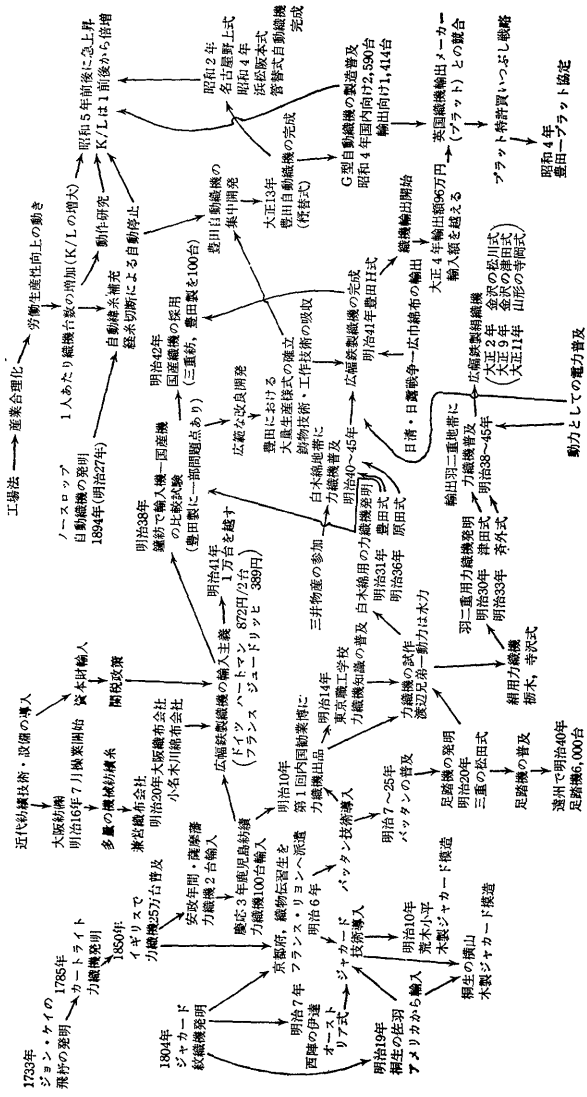 1733年
ジョン・ケイの
飛杼の発明
1785年
カートライト
力織機発明
1850年
イギリスで
力織機25万台普及
安政年間・薩摩藩
力織機2台輸入
慶応3年鹿児島紡績
力織機100台輸入
1804年
ジャカード
紋織機発明
京都府，織物伝習生を
フランス・リヨンへ派遣
明治6年
明治7年
西陣の伊達
オースト
リア式
ジャカード
技術導入
明治19年
桐生の佐羽
アメリカから輸入
明治10年
荒木小平
木製ジャカード模造
桐生の横山
木製ジャカード模造
近代紡績技術・設備の導入
大阪紡㈱
明治16年7月操業開始
多量の機械紡績糸
兼営織布会社
明治20年大阪織布会社
小名木川綿布会社
資本財輸入
関税政策
広幅鉄製織機の輸入主義
(ドイツ ハートマン 872円/2台
フランス ジュードリッヒ 389円)
明治41年
1万台を越す
明治10年
第1回内国勧業博に
力織機出品
明治14年
東京職工学校
力織機知識の普及
バッタン技術導入
明治7～25年
バッタンの普及
力織機の試作
渡辺兄弟―動力は水力
足踏機の発明
明治20年
三重の松田式
足踏機の普及
遠州で明治40年
足踏機6,000台
絹用力織機
栃木，寺沢式
工場法→産業合理化
労働生産性向上の動き
ノースロップ
自動織機の発明
1894年(明治27年)
1人あたり織機台数の増加(K/Lの増大)
動作研究
自動緯糸補充
経糸切断による自動停止
昭和5年前後に急上昇
K/Lは1前後から倍増
明治38年
鐘紡で輸入機―国産機
の比較試験
(豊田製に一部問題点あり)
明治42年
国産織機の採用
(三重紡，豊田製を100台)
広範な改良開発
豊田における
大量生産様式の確立
鋳物技術・工作技術の吸収
豊田自動織機の
集中開発
大正13年
豊田自動織機の完成
(杼替式)
昭和2年
名古屋野上式
昭和4年
浜松阪本式
管替式自動織機
完成
G型自動織機の製造普及
昭和4年国内向け2,890台
輸出向け1,414台
三井物産の参加
白木綿地帯に
力織機普及
明治40～45年
白木綿用の力織機発明
明治31年 豊田式
明治36年 原田式
広幅鉄製織機の完成
明治41年豊田H式
織機輸出開始
大正4年輸出額96万円
輸入額を越える
日清・日露戦争―広巾綿布の輸出
英国織機輸出メーカー
(プラット)との競合
プラット特許買いつぶし戦略
昭和4年
豊田―プラット協定
羽二重用力織機発明
明治30年 津田式
明治33年 斉外式
輸出羽二重地帯に
力織機普及
明治38～45年
広幅鉄製絹織機
(大正2年 金沢の松川式
大正9年 金沢の津田式
大正11年 山形の寺岡式)
動力としての電力普及